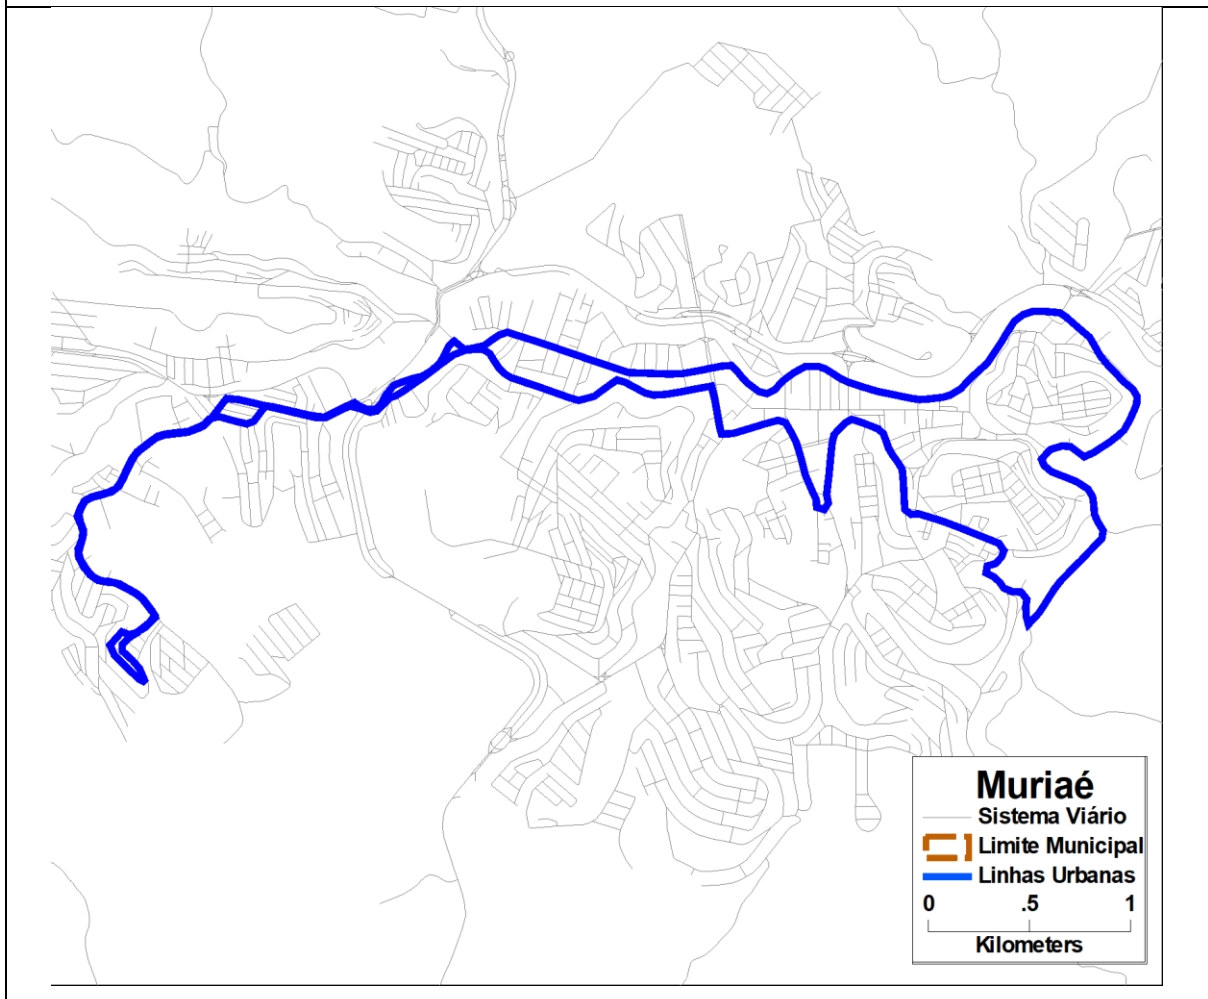 Muriaé
Sistema Viário
Limite Municipal
Linhas Urbanas
0 .5 1
Kilometers